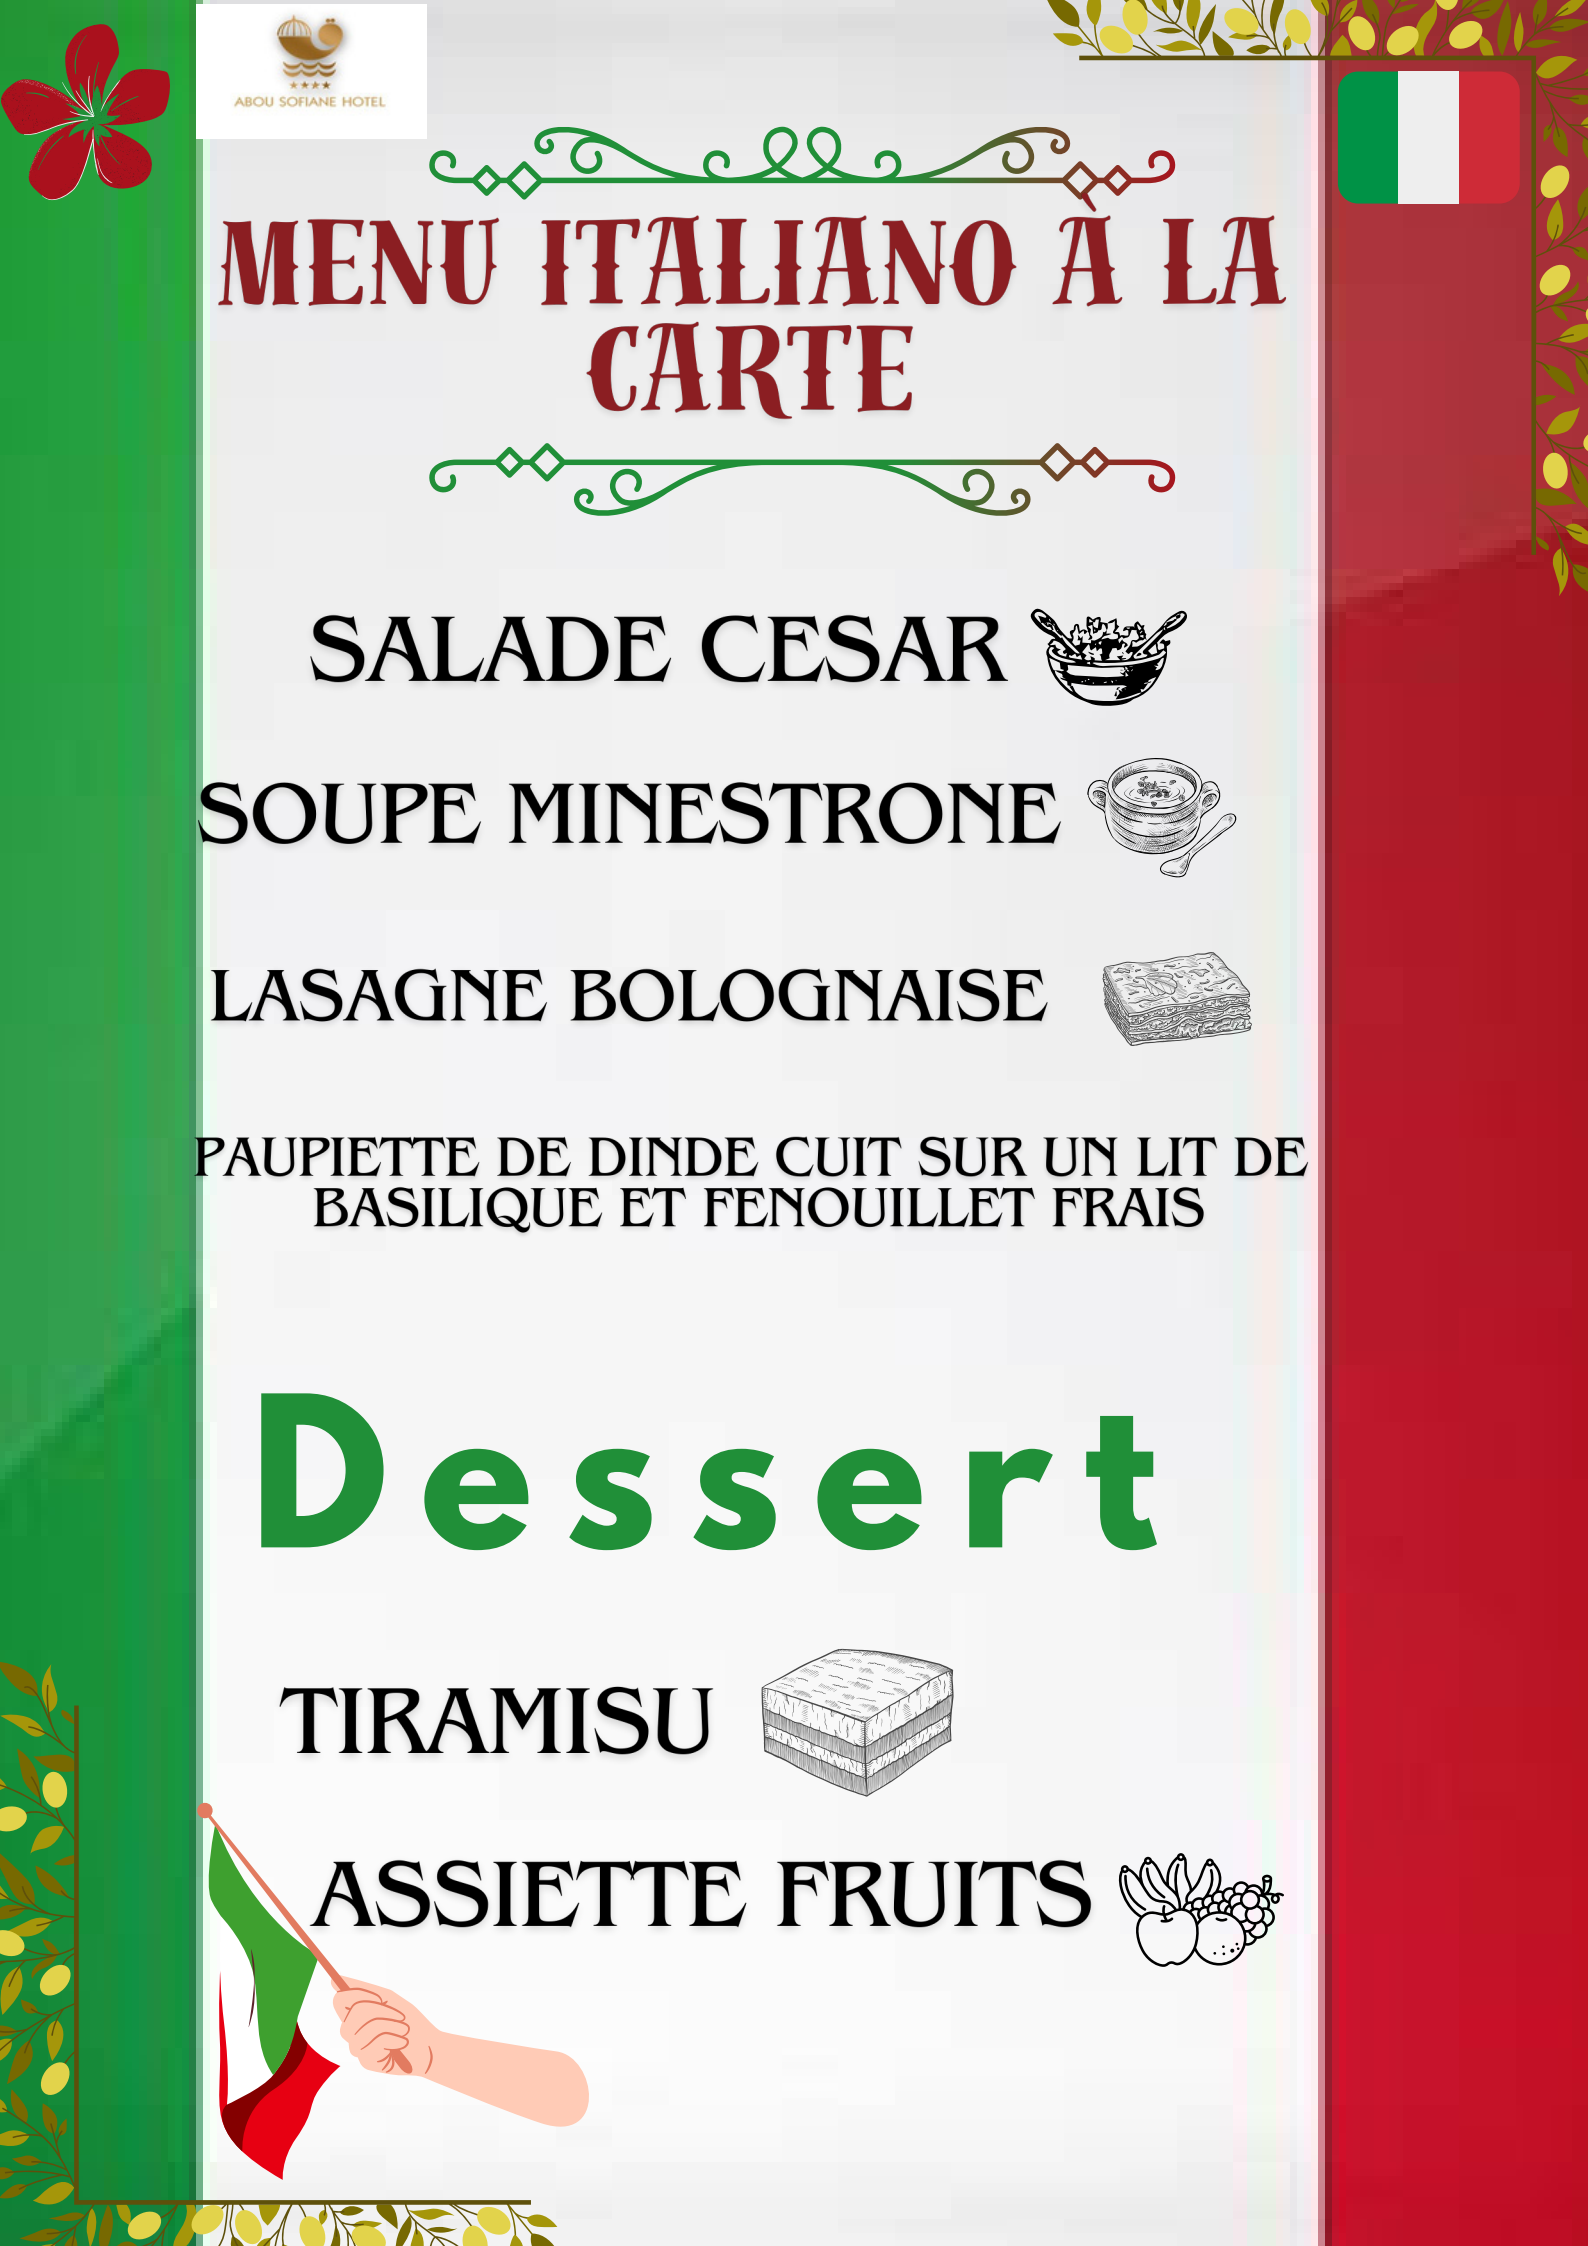 ABOU SOFIANE HOTEL
MENU ITALIANO À LA
CARTE
SALADE CESAR
SOUPE MINESTRONE
LASAGNE BOLOGNAISE
PAUPIETTE DE DINDE CUIT SUR UN LIT DE
BASILIQUE ET FENOUILLET FRAIS
Dessert
TIRAMISU
ASSIETTE FRUITS